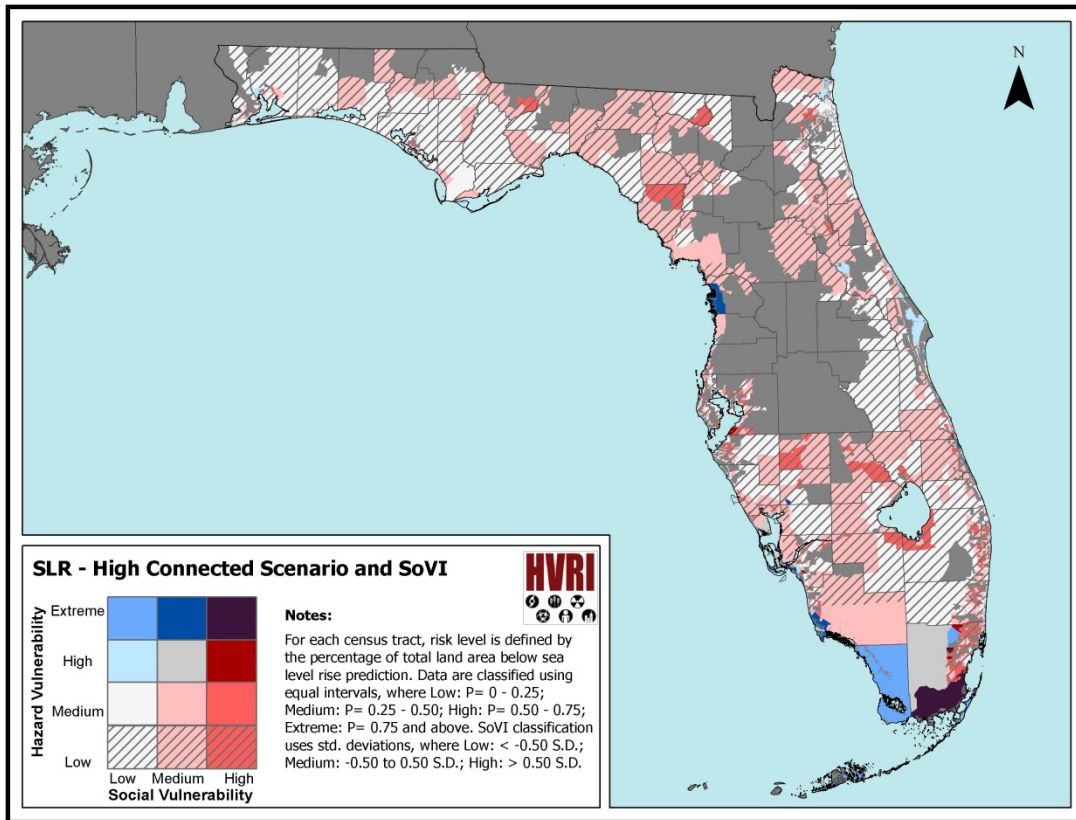 N
SLR - High Connected Scenario and SoVI
HVRI
Hazard Vulnerability
Extreme
High
Medium
Low
Low Medium High
Social Vulnerability
Notes:
For each census tract, risk level is defined by
the percentage of total land area below sea
level rise prediction. Data are classified using
equal intervals, where Low: P= 0 - 0.25;
Medium: P= 0.25 - 0.50; High: P= 0.50 - 0.75;
Extreme: P= 0.75 and above. SoVI classification
uses std. deviations, where Low: < -0.50 S.D.;
Medium: -0.50 to 0.50 S.D.; High: > 0.50 S.D.